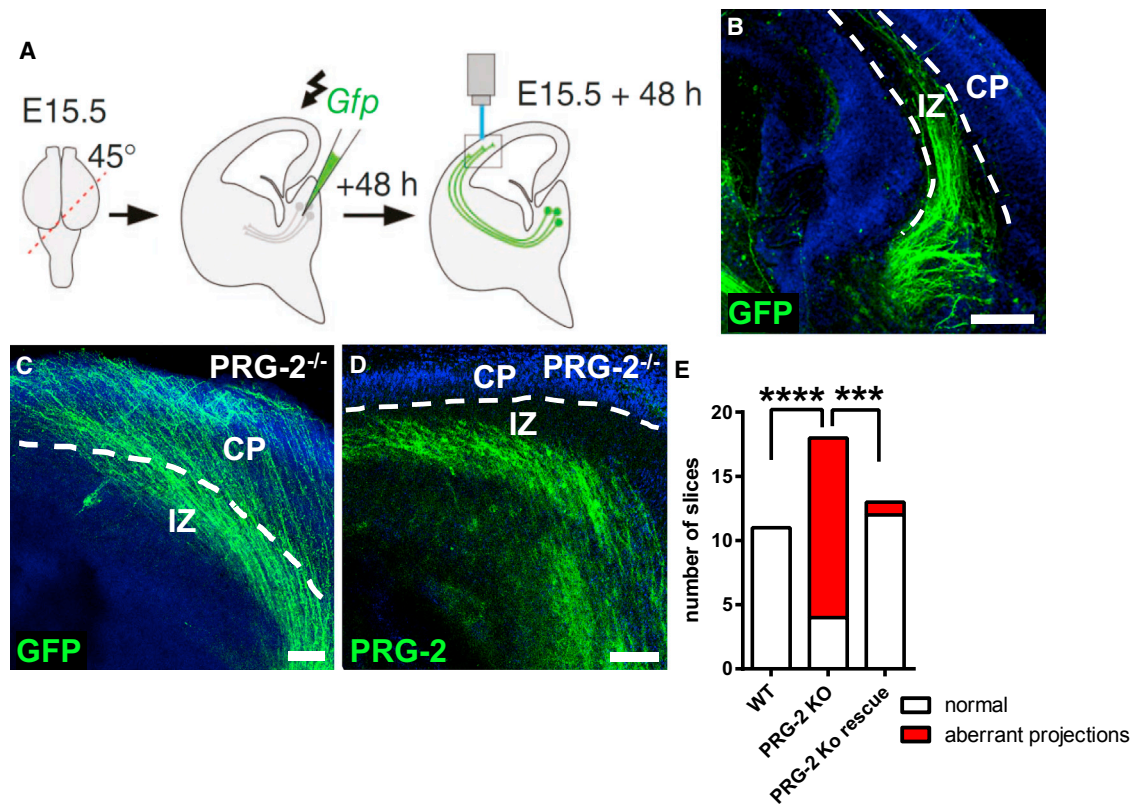 A
E15.5
45°
Gfp
+48 h
E15.5 + 48 h
B
CP
IZ
GFP
C
PRG-2-/-
CP
IZ
GFP
D
PRG-2-/-
CP
IZ
PRG-2
E
**** ***
number of slices
20
15
10
5
0
WT
PRG-2 KO
PRG-2 Ko rescue
normal
aberrant projections